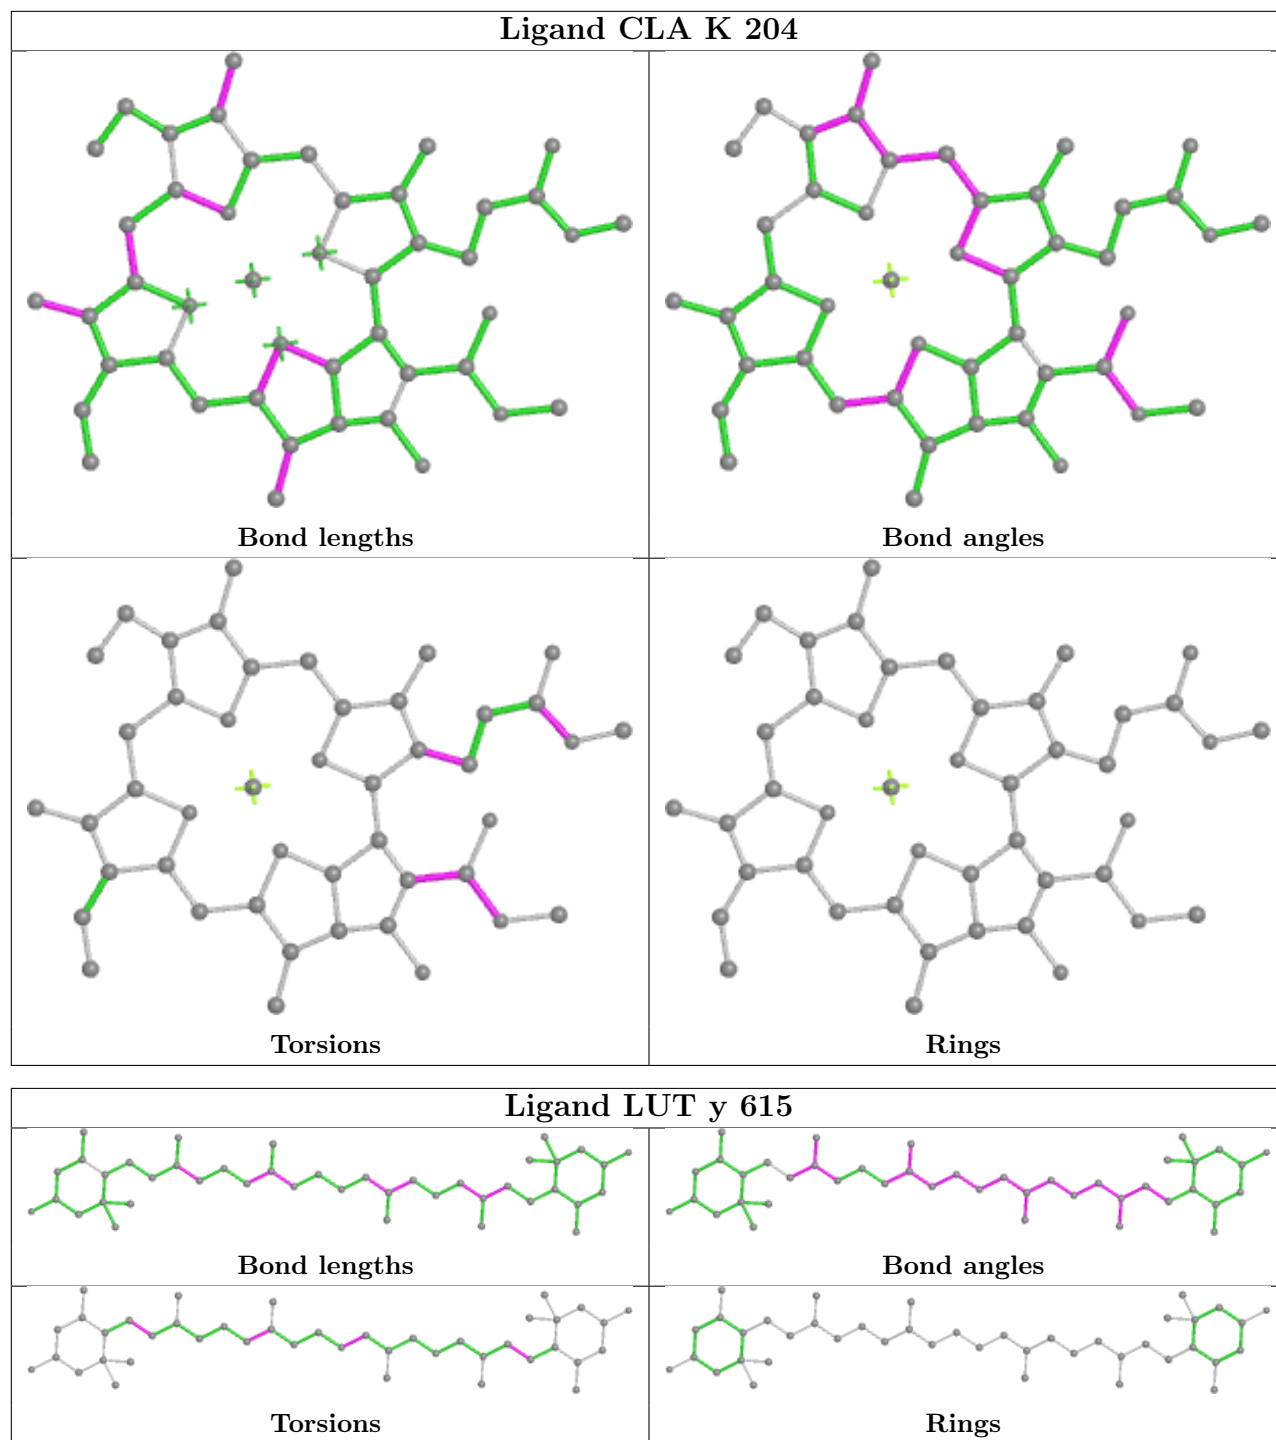 Ligand CLA K 204
Bond lengths
Bond angles
Torsions
Rings
Ligand LUT y 615
Bond lengths
Bond angles
Torsions
Rings